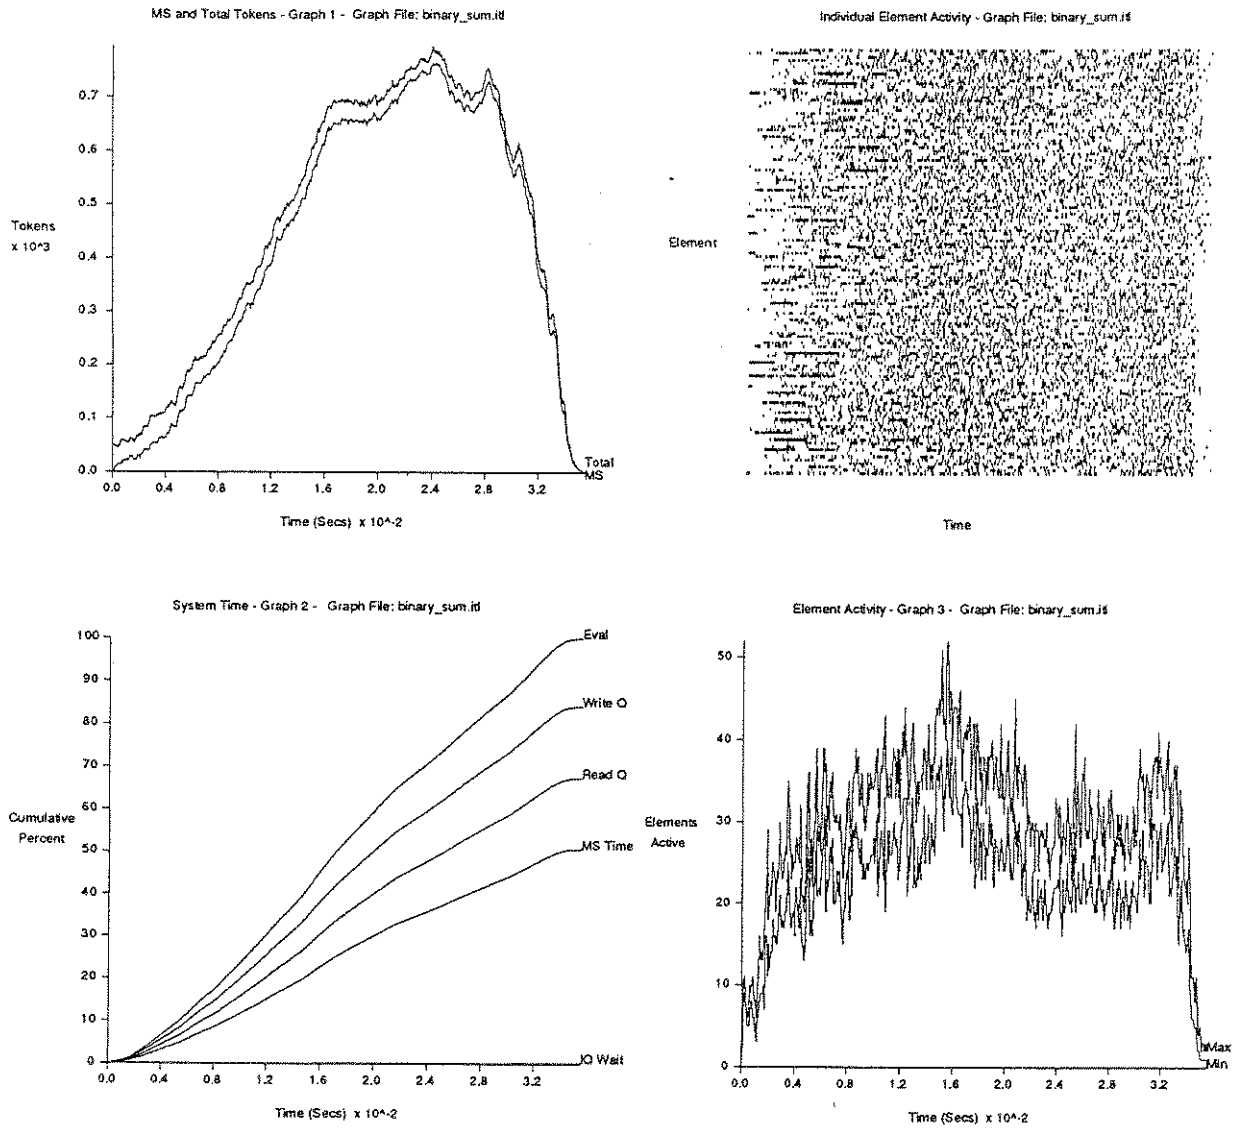 MS and Total Tokens - Graph 1 - Graph File: binary_sum.itl
0.7
0.6
0.5
Tokens
x 10^3
0.4
0.3
0.2
0.1
0.0
Total
MS
0.0 0.4 0.8 1.2 1.6 2.0 2.4 2.8 3.2
Time (Secs) x 10^-2
Individual Element Activity - Graph File: binary_sum.itl
Element
Time
System Time - Graph 2 - Graph File: binary_sum.itl
100
90
80
70
60
Cumulative
Percent
50
40
30
20
10
0
Eval
Write Q
Read Q
MS Time
IO Wait
0.0 0.4 0.8 1.2 1.6 2.0 2.4 2.8 3.2
Time (Secs) x 10^-2
Element Activity - Graph 3 - Graph File: binary_sum.itl
50
40
30
Elements
Active
20
10
0
Max
Min
0.0 0.4 0.8 1.2 1.6 2.0 2.4 2.8 3.2
Time (Secs) x 10^-2